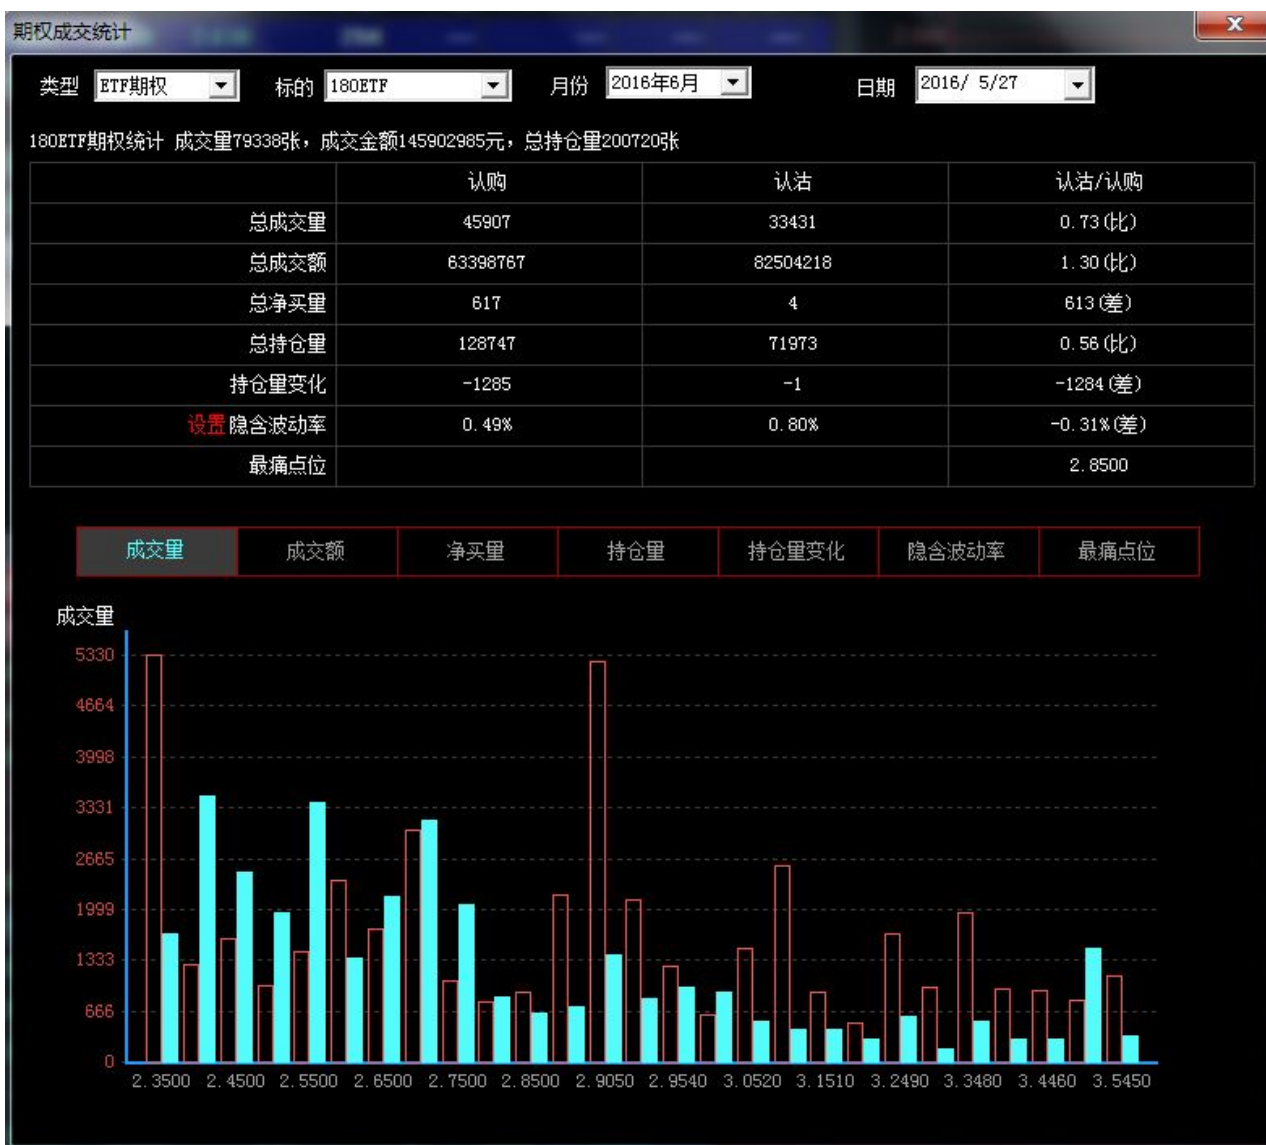 期权成交统计
类型 ETF期权 标的 180ETF 月份 2016年6月 日期 2016/ 5/27
180ETF期权统计 成交量79338张，成交金额145902985元，总持仓量200720张
认购 认沽 认沽/认购
总成交量 45907 33431 0.73(比)
总成交额 63398767 82504218 1.30(比)
总净买量 617 4 613(差)
总持仓量 128747 71973 0.56(比)
持仓量变化 -1285 -1 -1284(差)
设置隐含波动率 0.49% 0.80% -0.31%(差)
最痛点位 2.8500
成交量 成交额 净买量 持仓量 持仓量变化 隐含波动率 最痛点位
成交量
5330
4664
3998
3331
2665
1999
1333
666
0
2.3500 2.4500 2.5500 2.6500 2.7500 2.8500 2.9050 2.9540 3.0520 3.1510 3.2490 3.3480 3.4460 3.5450